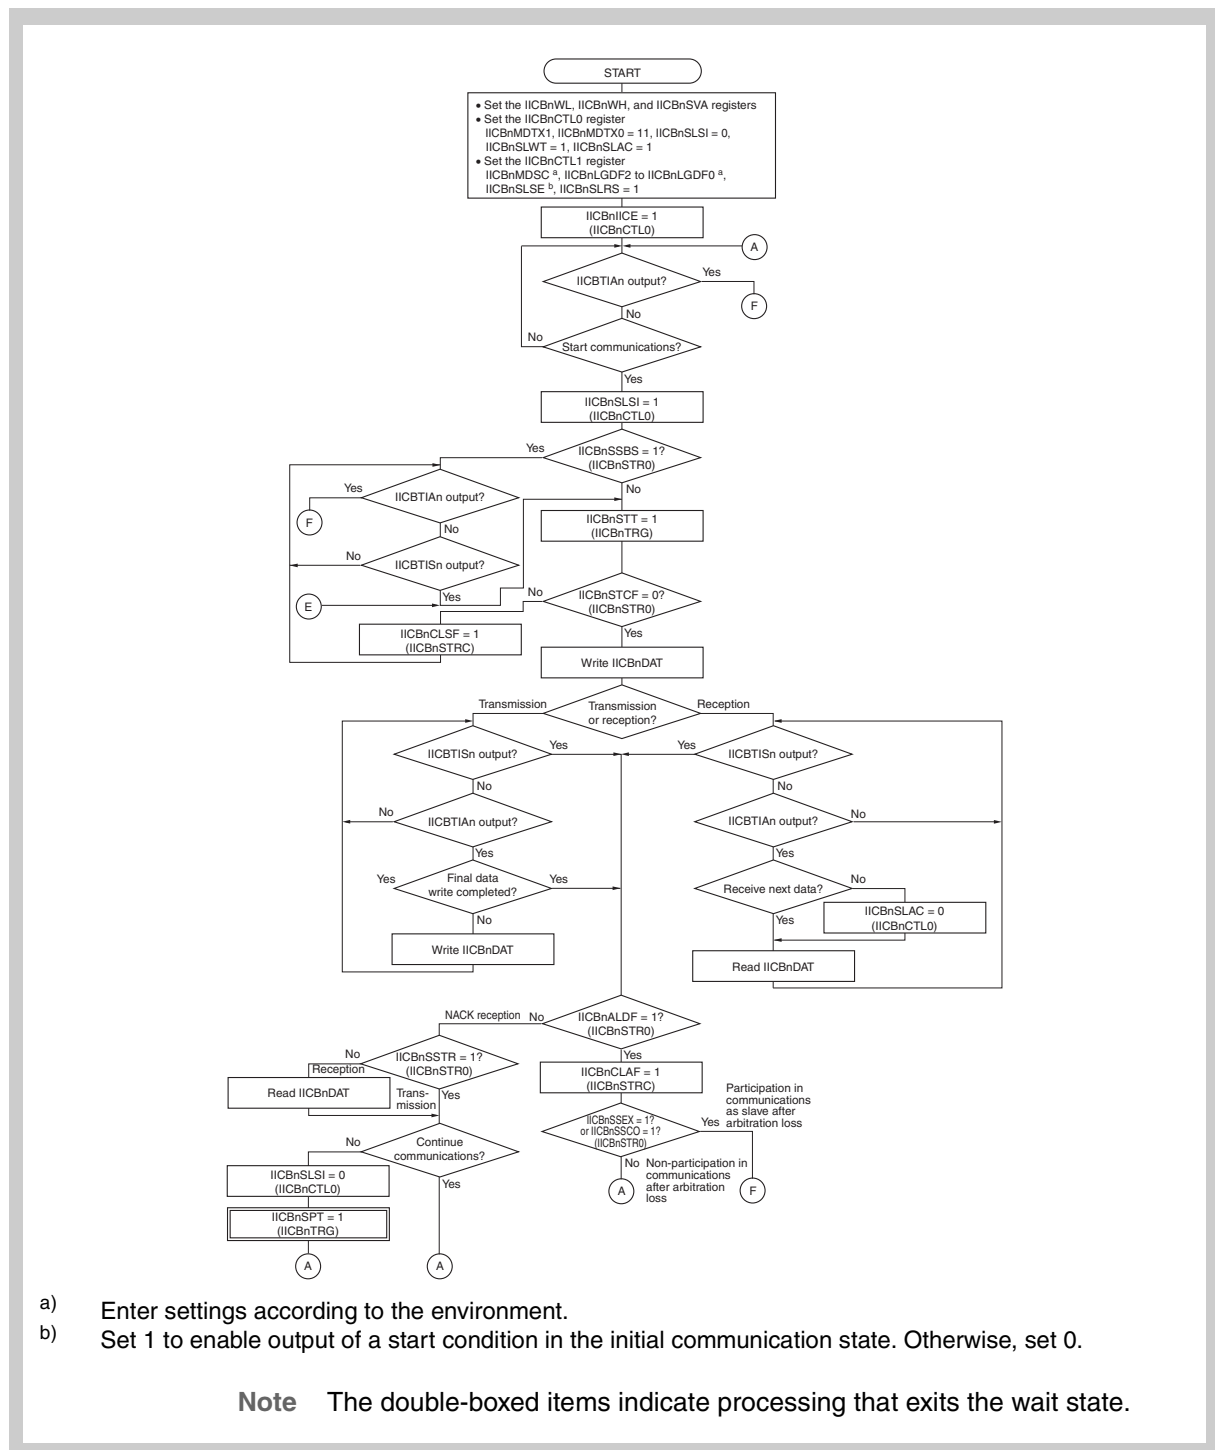 START
• Set the IICBnWL, IICBnWH, and IICBnSVA registers
• Set the IICBnCTL0 register
IICBnMDTX1, IICBnMDTX0 = 11, IICBnSLSI = 0,
IICBnSLWT = 1, IICBnSLAC = 1
• Set the IICBnCTL1 register
IICBnMDSC a, IICBnLGDF2 to IICBnLGDF0 a,
IICBnSLSE b, IICBnSLRS = 1
IICBnIICE = 1
(IICBnCTL0)
A
IICBTIAn output?
Yes
F
No
Start communications?
No
Yes
IICBnSLSI = 1
(IICBnCTL0)
IICBnSSBS = 1?
(IICBnSTR0)
Yes
No
IICBTIAn output?
Yes
F
No
IICBTISn output?
No
Yes
E
IICBnSTT = 1
(IICBnTRG)
IICBnSTCF = 0?
(IICBnSTR0)
No
Yes
IICBnCLSF = 1
(IICBnSTRC)
Write IICBnDAT
Transmission
or reception?
Transmission
Reception
IICBTISn output?
Yes
No
IICBTIAn output?
No
Yes
Final data
write completed?
Yes
Yes
No
Write IICBnDAT
IICBTISn output?
Yes
No
IICBTIAn output?
No
Yes
Receive next data?
No
Yes
IICBnSLAC = 0
(IICBnCTL0)
Read IICBnDAT
IICBnALDF = 1?
(IICBnSTR0)
NACK reception
No
Yes
IICBnSSTR = 1?
(IICBnSTR0)
No
Reception
Read IICBnDAT
Trans-
mission
Yes
Continue
communications?
No
Yes
IICBnSLSI = 0
(IICBnCTL0)
IICBnSPT = 1
(IICBnTRG)
A
A
IICBnCLAF = 1
(IICBnSTRC)
IICBnSSEX = 1?
or IICBnSSCO = 1?
(IICBnSTR0)
Yes
Participation in
communications
as slave after
arbitration loss
No
Non-participation in
communications
after arbitration
loss
A
F
a) Enter settings according to the environment.
b) Set 1 to enable output of a start condition in the initial communication state. Otherwise, set 0.
Note The double-boxed items indicate processing that exits the wait state.